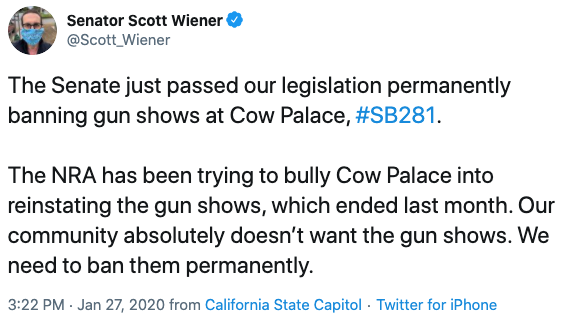 Senator Scott Wiener
@Scott_Wiener
The Senate just passed our legislation permanently
banning gun shows at Cow Palace, #SB281.
The NRA has been trying to bully Cow Palace into
reinstating the gun shows, which ended last month. Our
community absolutely doesn’t want the gun shows. We
need to ban them permanently.
3:22 PM · Jan 27, 2020 from California State Capitol · Twitter for iPhone